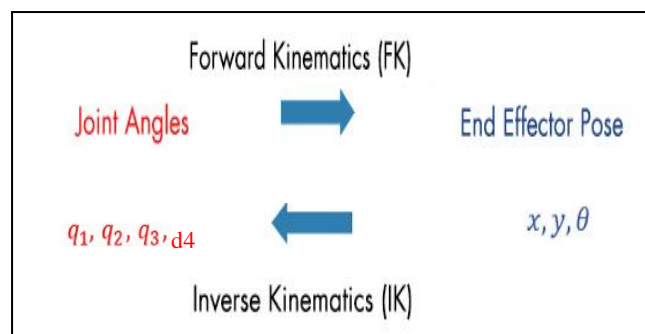 Forward Kinematics (FK)
Joint Angles
End Effector Pose
q₁, q₂, q₃, d4
x, y, θ
Inverse Kinematics (IK)